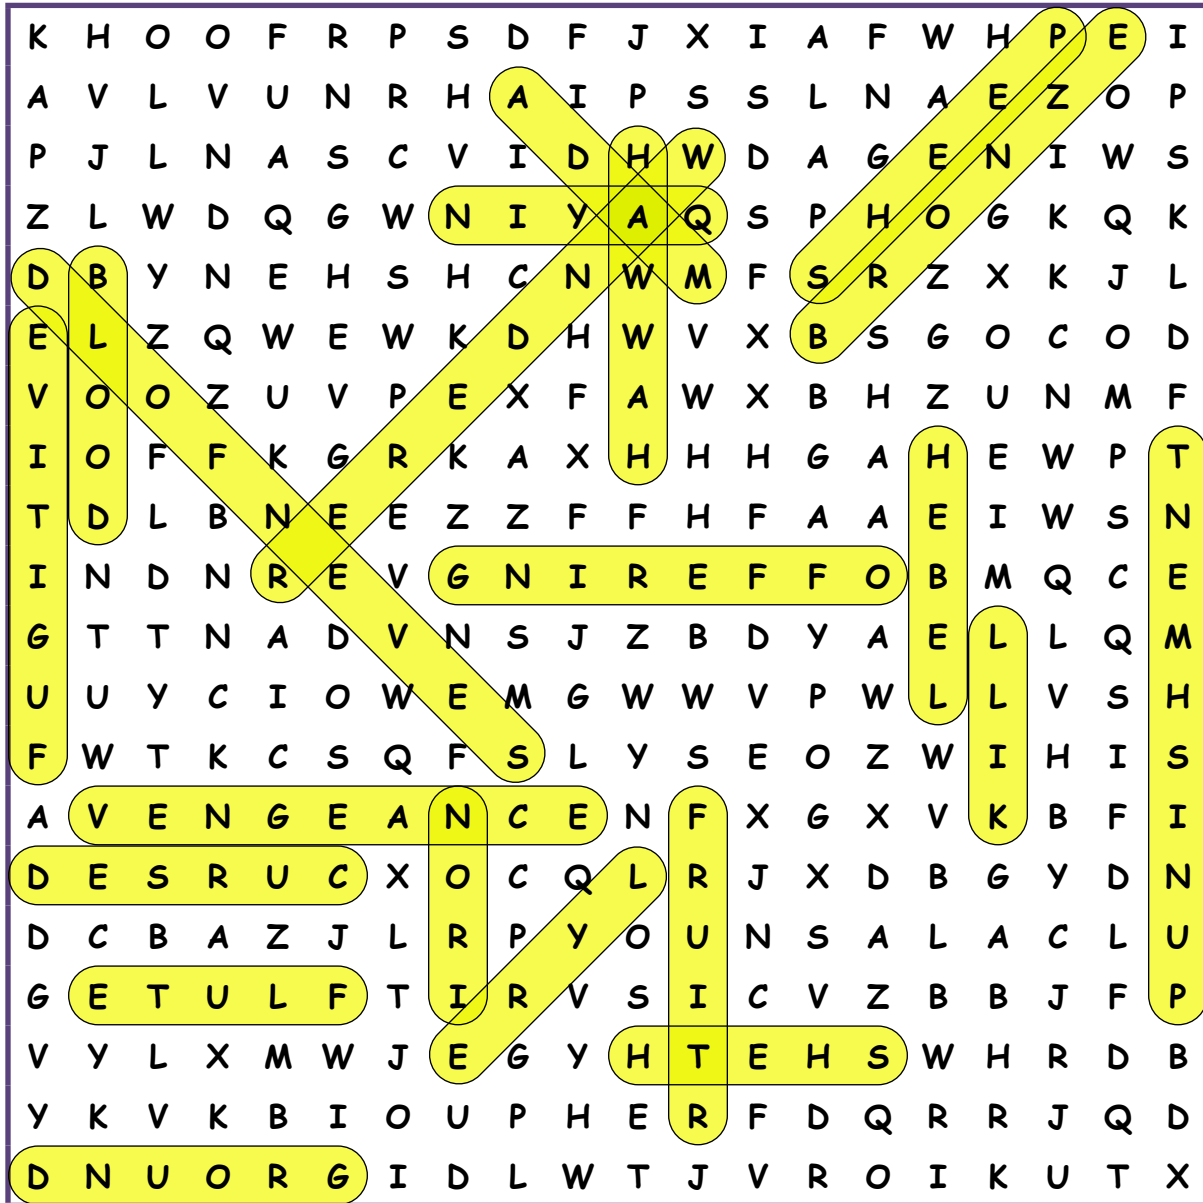 K H O O F R P S D F J X I A F W H P E I
A V L V U N R H A I P S S L N A E Z O P
P J L N A S C V I D H W D A G E N I W S
Z L W D Q G W N I Y A Q S P H O G K Q K
D B Y N E H S H C N W M F S R Z X K J L
E L Z Q W E W K D H W V X B S G O C O D
V O O Z U V P E X F A W X B H Z U N M F
I O F F K G R K A X H H H G A H E W P T
T D L B N E E Z Z F F H F A A E I W S N
I N D N R E V G N I R E F F O B M Q C E
G T T N A D V N S J Z B D Y A E L L Q M
U U Y C I O W E M G W W V P W L L V S H
F W T K C S Q F S L Y S E O Z W I H I S
A V E N G E A N C E N F X G X V K B F I
D E S R U C X O C Q L R J X D B G Y D N
D C B A Z J L R P Y O U N S A L A C L U
G E T U L F T I R V S I C V Z B B J F P
V Y L X M W J E G Y H T E H S W H R D B
Y K V K B I O U P H E R F D Q R R J Q D
D N U O R G I D L W T J V R O I K U T X